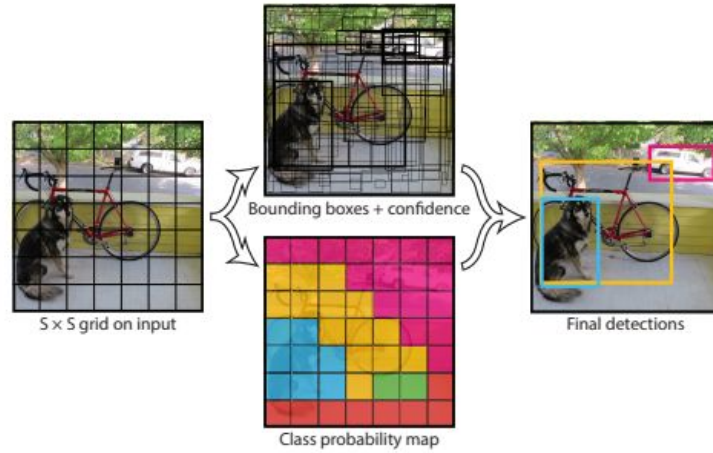 Bounding boxes + confidence
S × S grid on input
Final detections
Class probability map